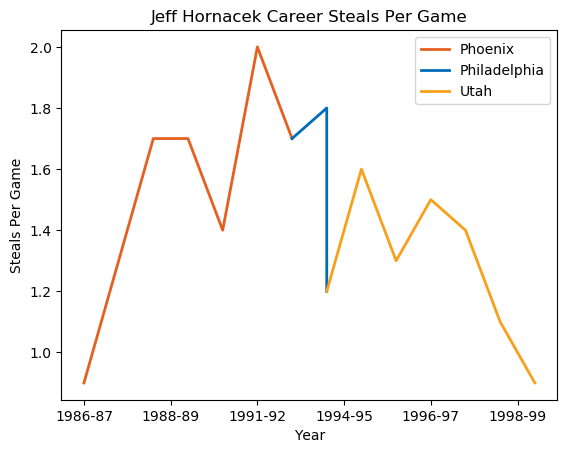 Jeff Hornacek Career Steals Per Game
Phoenix
Philadelphia
Utah
Steals Per Game
2.0
1.8
1.6
1.4
1.2
1.0
1986-87 1988-89 1991-92 1994-95 1996-97 1998-99
Year